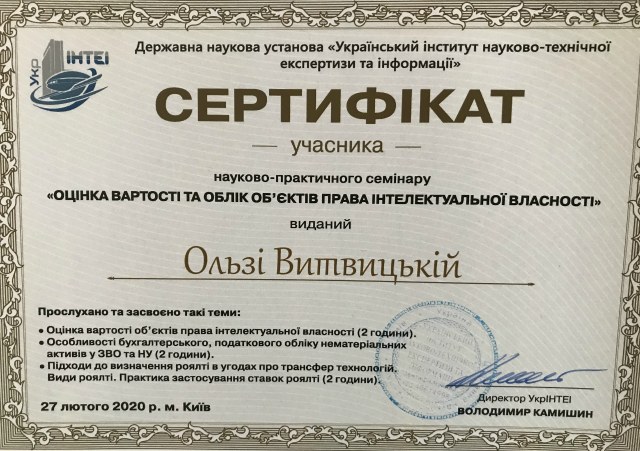 Укр ІНТЕІ
Державна наукова установа «Український інститут науково-технічної
експертизи та інформації»
СЕРТИФІКАТ
учасника
науково-практичного семінару
«ОЦІНКА ВАРТОСТІ ТА ОБЛІК ОБ’ЄКТІВ ПРАВА ІНТЕЛЕКТУАЛЬНОЇ ВЛАСНОСТІ»
виданий
Ользі Витвицькій
Прослухано та засвоєно такі теми:
● Оцінка вартості об’єктів права інтелектуальної власності (2 години).
● Особливості бухгалтерського, податкового обліку нематеріальних
активів у ЗВО та НУ (2 години).
● Підходи до визначення роялті в угодах про трансфер технологій.
Види роялті. Практика застосування ставок роялті (2 години).
27 лютого 2020 р. м. Київ
Директор УкрІНТЕІ
ВОЛОДИМИР КАМИШИН